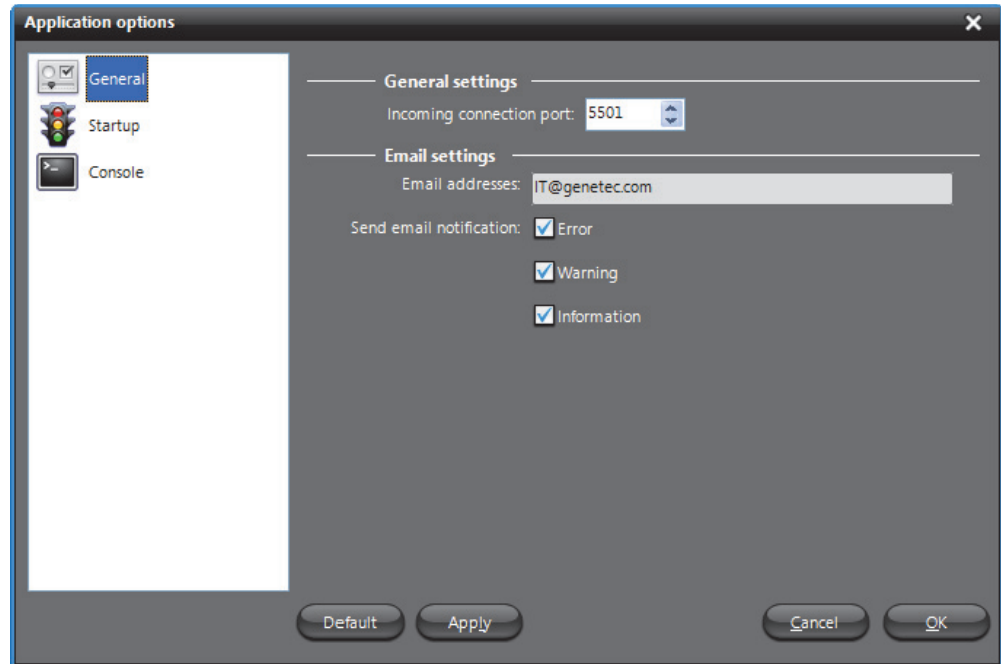 Application options
General
Startup
Console
General settings
Incoming connection port: 5501
Email settings
Email addresses: IT@genetec.com
Send email notification: Error
Warning
Information
Default Apply Cancel OK